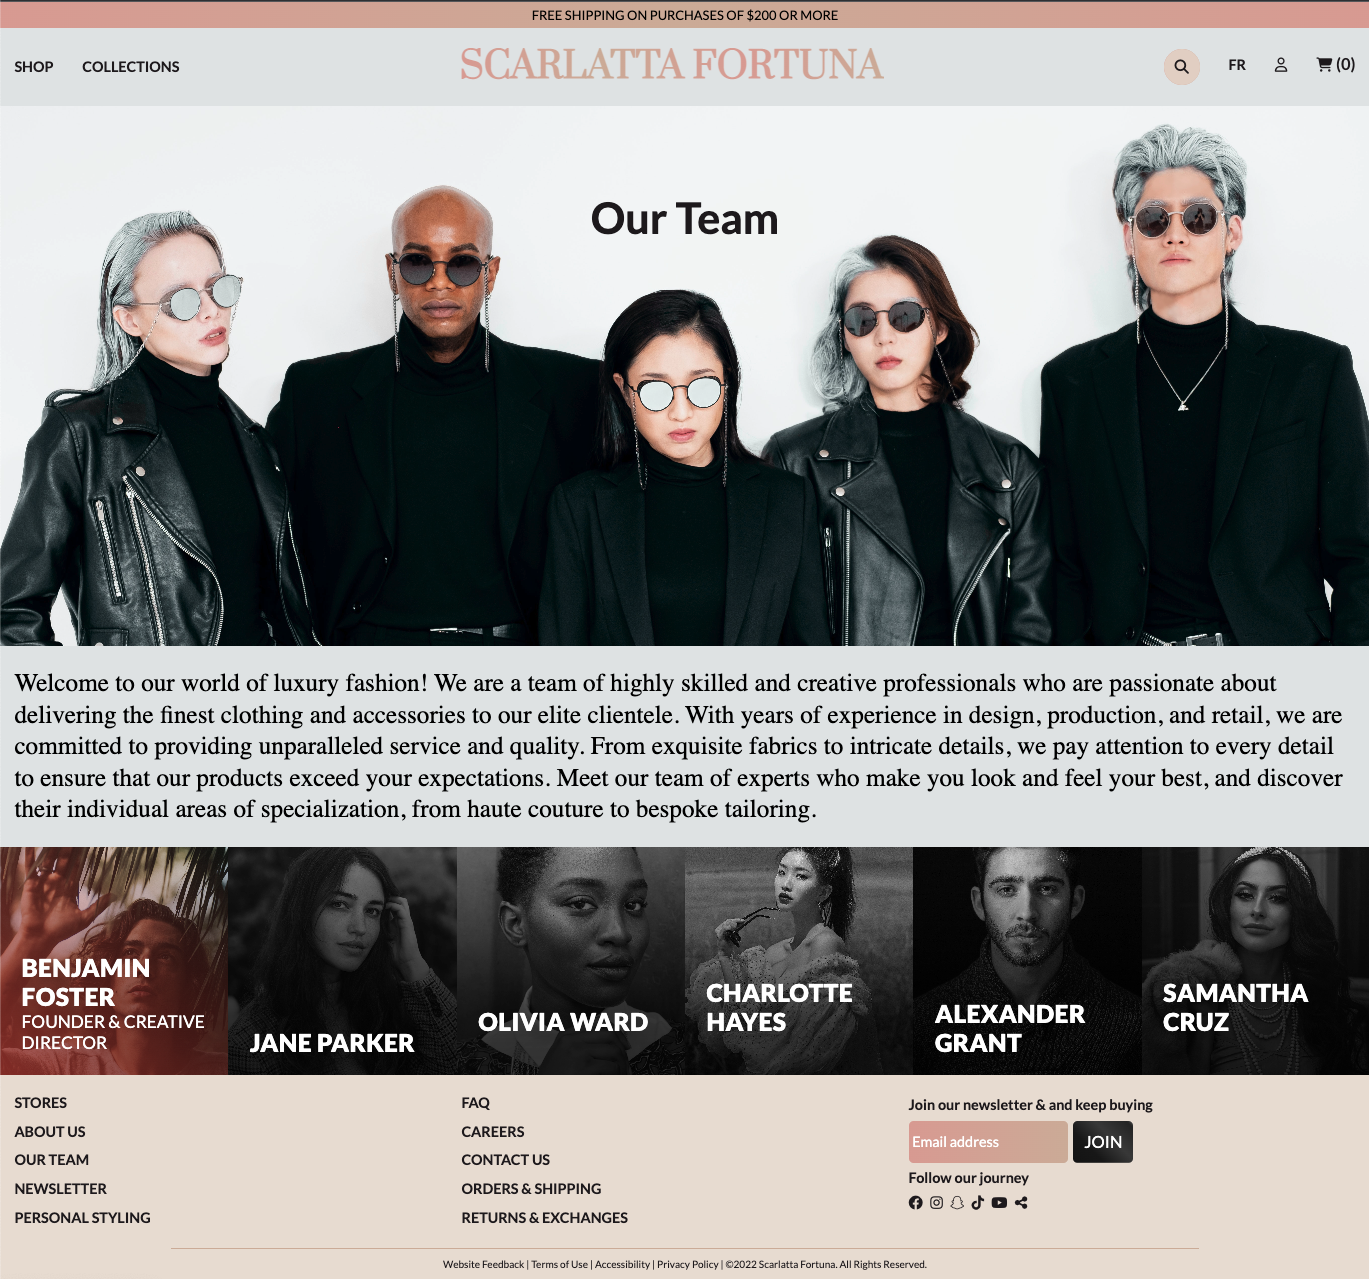 FREE SHIPPING ON PURCHASES OF $200 OR MORE
SHOP COLLECTIONS SCARLATTA FORTUNA FR (0)
Our Team
Welcome to our world of luxury fashion! We are a team of highly skilled and creative professionals who are passionate about
delivering the finest clothing and accessories to our elite clientele. With years of experience in design, production, and retail, we are
committed to providing unparalleled service and quality. From exquisite fabrics to intricate details, we pay attention to every detail
to ensure that our products exceed your expectations. Meet our team of experts who make you look and feel your best, and discover
their individual areas of specialization, from haute couture to bespoke tailoring.
BENJAMIN
FOSTER
FOUNDER & CREATIVE
DIRECTOR
JANE PARKER
OLIVIA WARD
CHARLOTTE
HAYES
ALEXANDER
GRANT
SAMANTHA
CRUZ
STORES
ABOUT US
OUR TEAM
NEWSLETTER
PERSONAL STYLING
FAQ
CAREERS
CONTACT US
ORDERS & SHIPPING
RETURNS & EXCHANGES
Join our newsletter & and keep buying
Email address JOIN
Follow our journey
Website Feedback | Terms of Use | Accessibility | Privacy Policy | ©2022 Scarlatta Fortuna. All Rights Reserved.